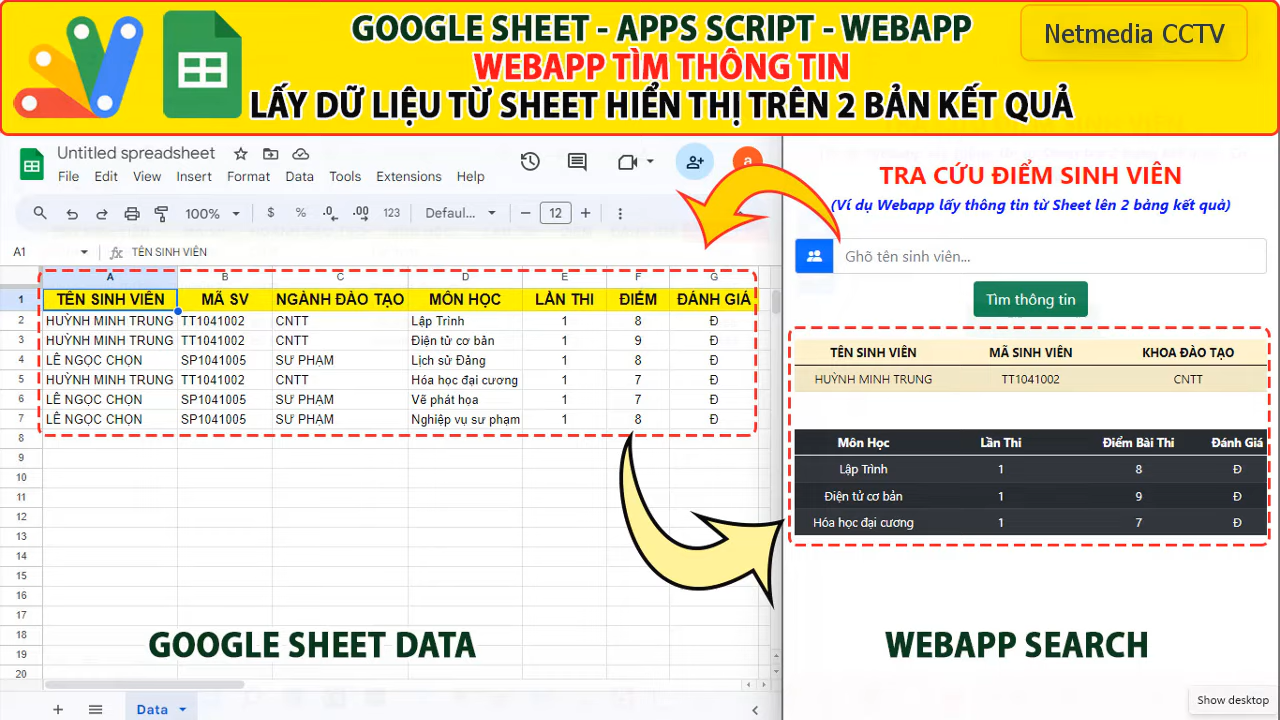 GOOGLE SHEET - APPS SCRIPT - WEBAPP
Netmedia CCTV
WEBAPP TÌM THÔNG TIN
LẤY DỮ LIỆU TỪ SHEET HIỂN THỊ TRÊN 2 BẢN KẾT QUẢ
Untitled spreadsheet
File Edit View Insert Format Data Tools Extensions Help
a
100% $ % .0 .00 123 Defaul... − 12 +
A1 fx TÊN SINH VIÊN
A B C D E F G
1 TÊN SINH VIÊN MÃ SV NGÀNH ĐÀO TẠO MÔN HỌC LẦN THI ĐIỂM ĐÁNH GIÁ
2 HUỲNH MINH TRUNG TT1041002 CNTT Lập Trình 1 8 Đ
3 HUỲNH MINH TRUNG TT1041002 CNTT Điện tử cơ bản 1 9 Đ
4 LÊ NGỌC CHỌN SP1041005 SƯ PHẠM Lịch sử Đảng 1 8 Đ
5 HUỲNH MINH TRUNG TT1041002 CNTT Hóa học đại cương 1 7 Đ
6 LÊ NGỌC CHỌN SP1041005 SƯ PHẠM Vẽ phát họa 1 7 Đ
7 LÊ NGỌC CHỌN SP1041005 SƯ PHẠM Nghiệp vụ sư phạm 1 8 Đ
8
9
10
11
12
13
14
15
16
17
18
19
20
GOOGLE SHEET DATA
Data
TRA CỨU ĐIỂM SINH VIÊN
(Ví dụ Webapp lấy thông tin từ Sheet lên 2 bảng kết quả)
Ghõ tên sinh viên...
Tìm thông tin
TÊN SINH VIÊN MÃ SINH VIÊN KHOA ĐÀO TẠO
HUỲNH MINH TRUNG TT1041002 CNTT
Môn Học Lần Thi Điểm Bài Thi Đánh Giá
Lập Trình 1 8 Đ
Điện tử cơ bản 1 9 Đ
Hóa học đại cương 1 7 Đ
WEBAPP SEARCH
Show desktop